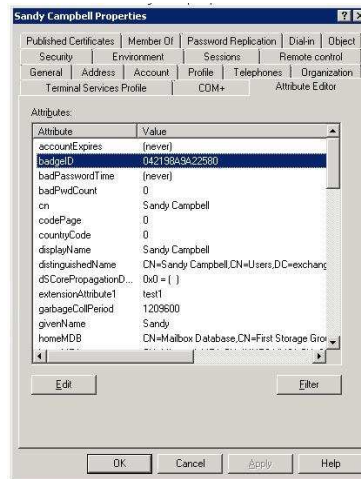 Sandy Campbell Properties
Published Certificates Member Of Password Replication Dial-in Object
Security Environment Sessions Remote control
General Address Account Profile Telephones Organization
Terminal Services Profile COM+ Attribute Editor
Attributes:
Attribute Value
accountExpires (never)
badgeID 042198A9A22580
badPasswordTime (never)
badPwdCount 0
cn Sandy Campbell
codePage 0
countryCode 0
displayName Sandy Campbell
distinguishedName CN=Sandy Campbell,CN=Users,DC=exchang
dSCorePropagationD... 0x0 = ( )
extensionAttribute1 test1
garbageCollPeriod 1209600
givenName Sandy
homeMDB CN=Mailbox Database,CN=First Storage Grou
Edit Filter
OK Cancel Apply Help